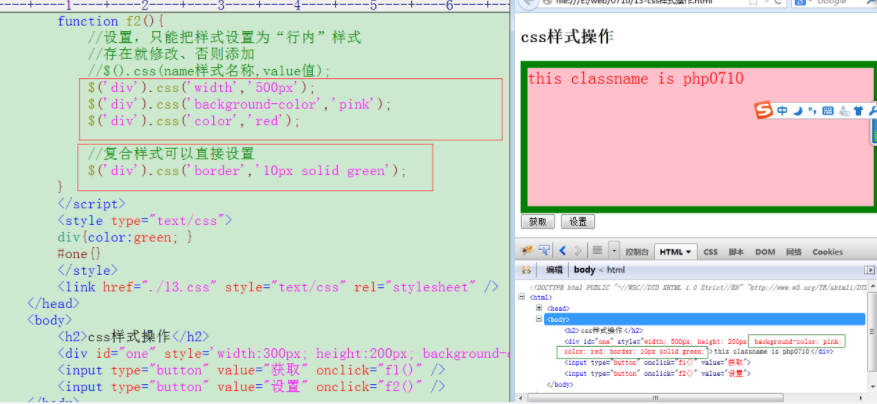 ----+----1----+----2----+----3----+----4----+----5----+----6----+---
function f2(){
//设置，只能把样式设置为“行内”样式
//存在就修改、否则添加
//$().css(name样式名称,value值);
$('div').css('width','500px');
$('div').css('background-color','pink');
$('div').css('color','red');
//复合样式可以直接设置
$('div').css('border','10px solid green');
}
</script>
<style type="text/css">
div{color:green; }
#one{}
</style>
<link href="./13.css" style="text/css" rel="stylesheet" />
</head>
<body>
<h2>css样式操作</h2>
<div id="one" style='width:300px; height:200px; background-c
<input type="button" value="获取" onclick="f1()" />
<input type="button" value="设置" onclick="f2()" />
css样式操作
this classname is php0710
中
获取 设置
控制台 HTML CSS 脚本 DOM 网络 Cookies
编辑 body < html
<!DOCTYPE html PUBLIC "-//W3C//DTD XHTML 1.0 Strict//EN" "http://www.w3.org/TR/xhtml1/DTD
<html>
<head>
<body>
<h2>css样式操作</h2>
<div id="one" style="width: 500px; height: 200px; background-color: pink;
color: red; border: 10px solid green;">this classname is php0710</div>
<input type="button" onclick="f1()" value="获取">
<input type="button" onclick="f2()" value="设置">
</body>